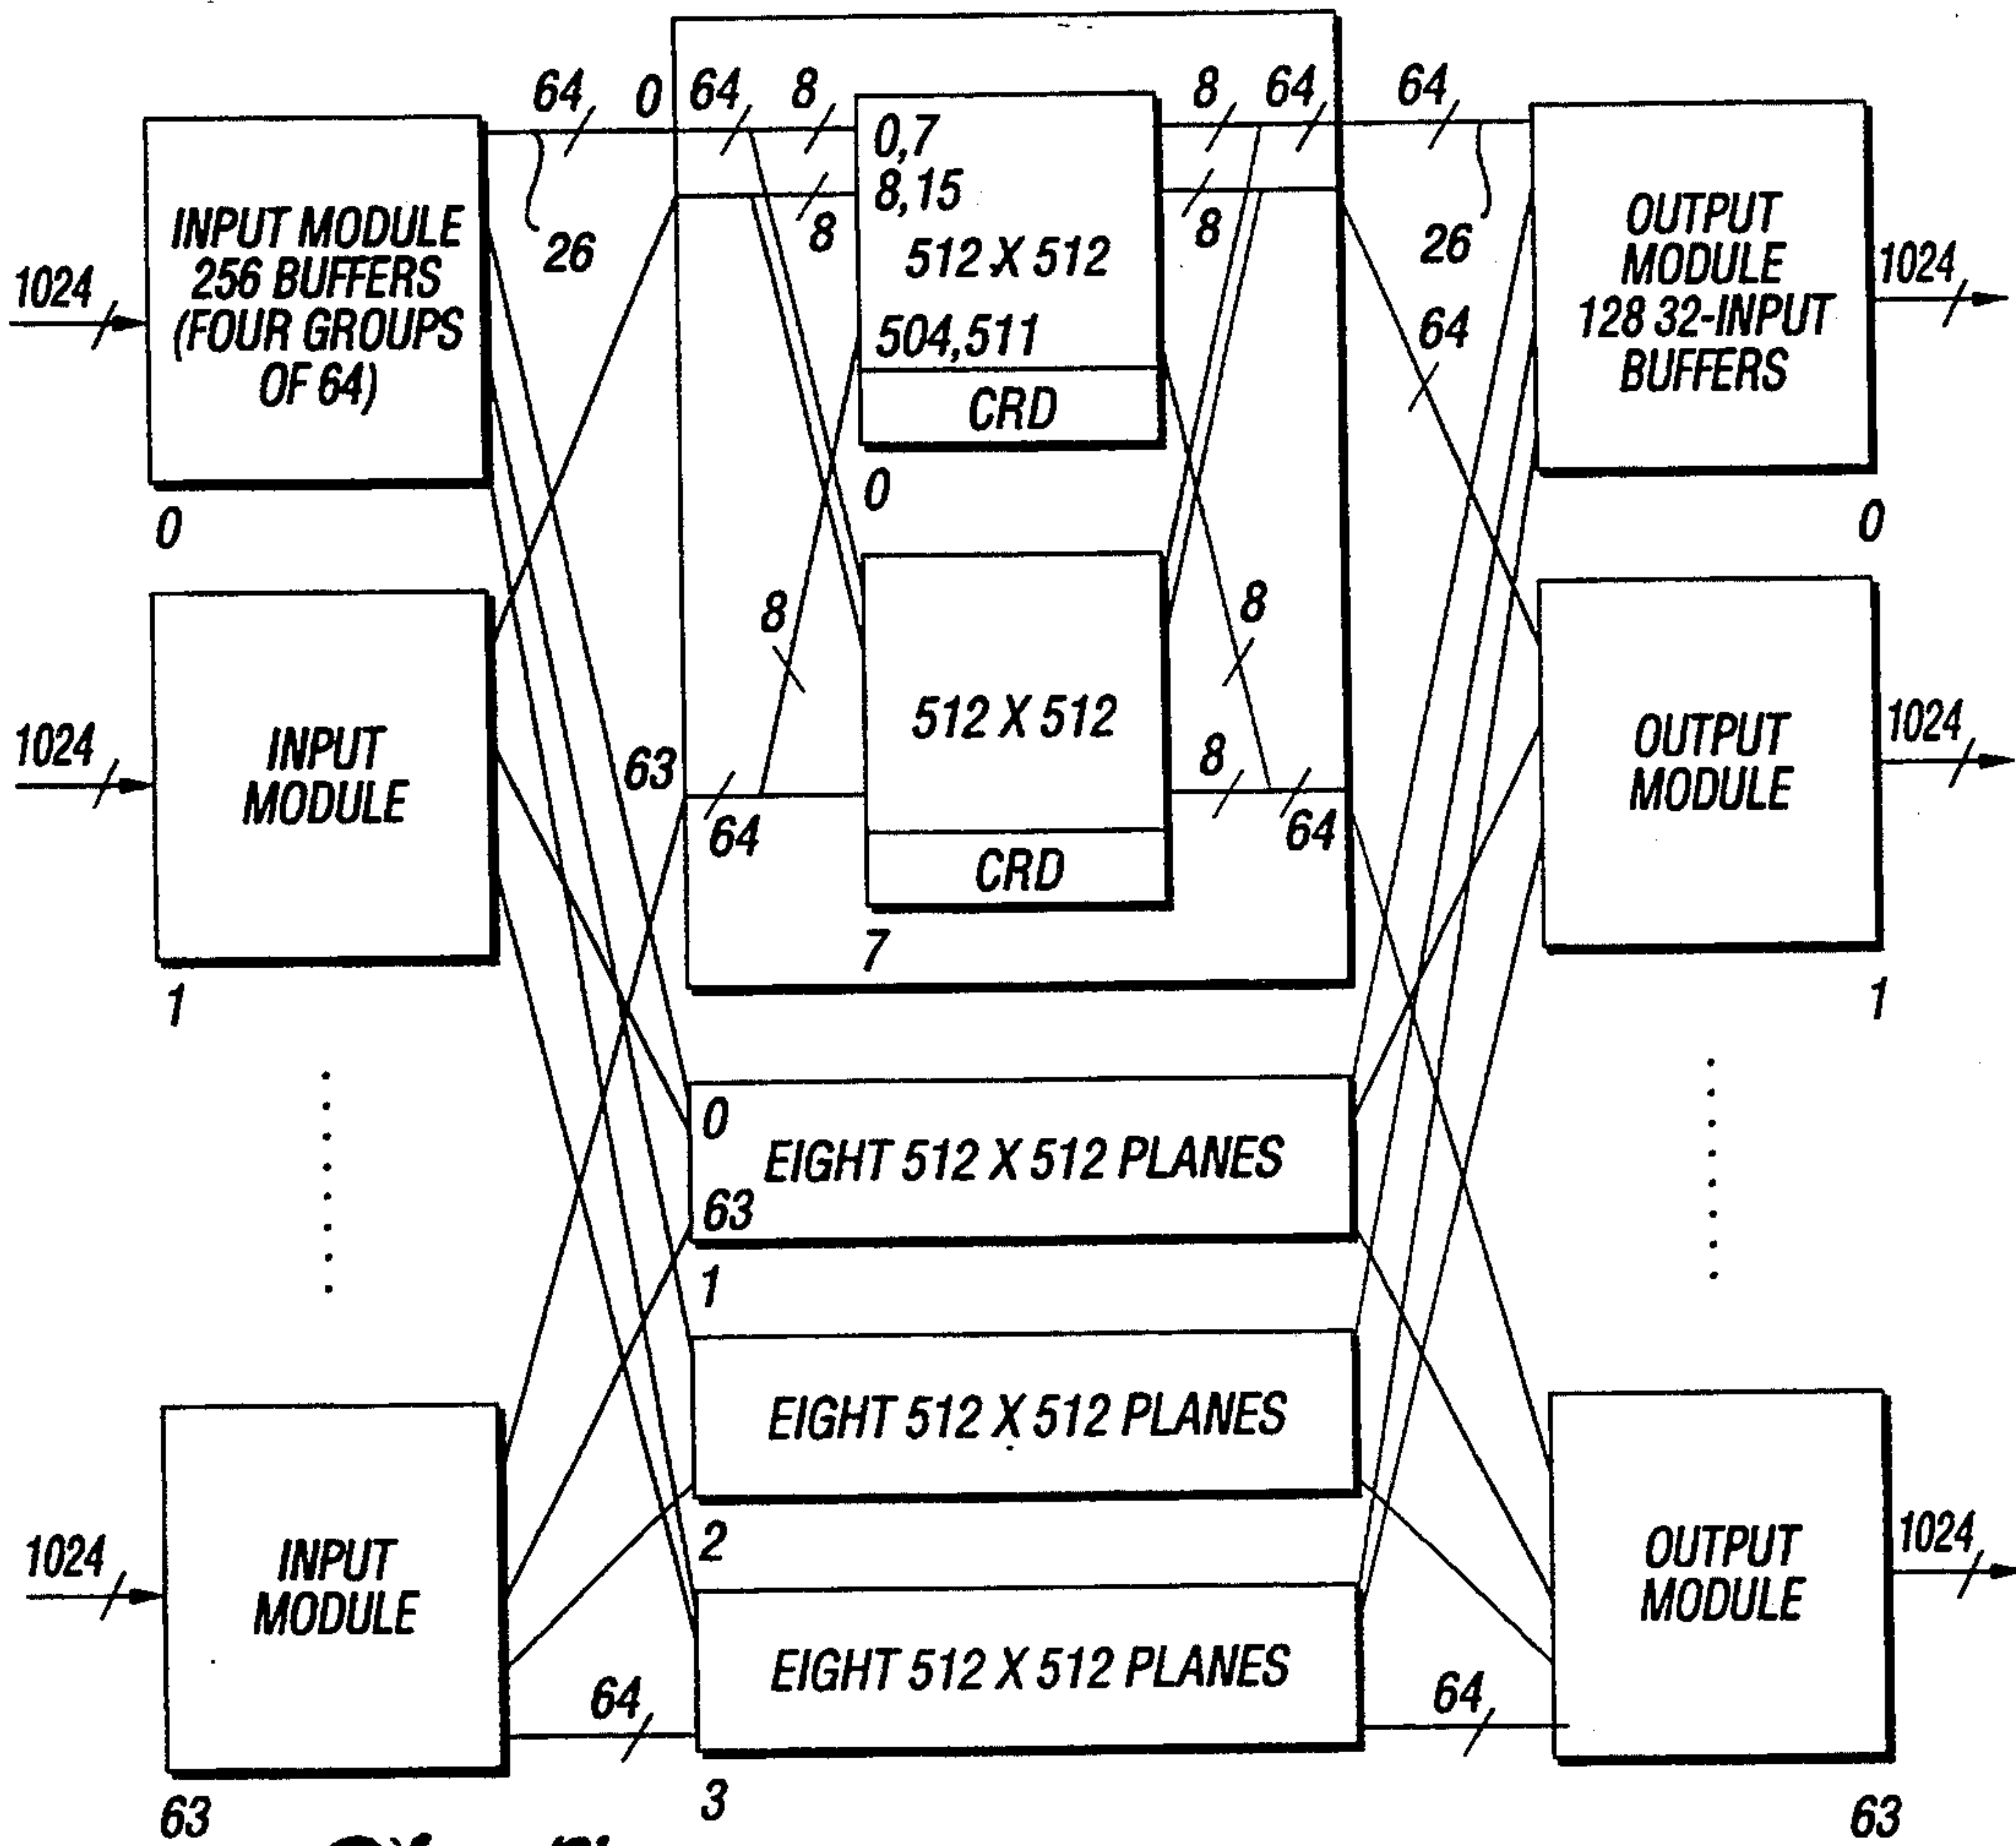 64 0 64 8 8 64 64
0,7
8,15
8 8
26 26
INPUT MODULE
256 BUFFERS
(FOUR GROUPS
OF 64)
1024
0
512 X 512
504,511
CRD
0
OUTPUT
MODULE
128 32-INPUT
BUFFERS
1024
0
64
8 8
INPUT
MODULE
1024
1
512 X 512
CRD
7
63
64
8
64
OUTPUT
MODULE
1024
1
0
EIGHT 512 X 512 PLANES
63
1
EIGHT 512 X 512 PLANES
2
INPUT
MODULE
1024
63
64
EIGHT 512 X 512 PLANES
3
64
OUTPUT
MODULE
1024
63